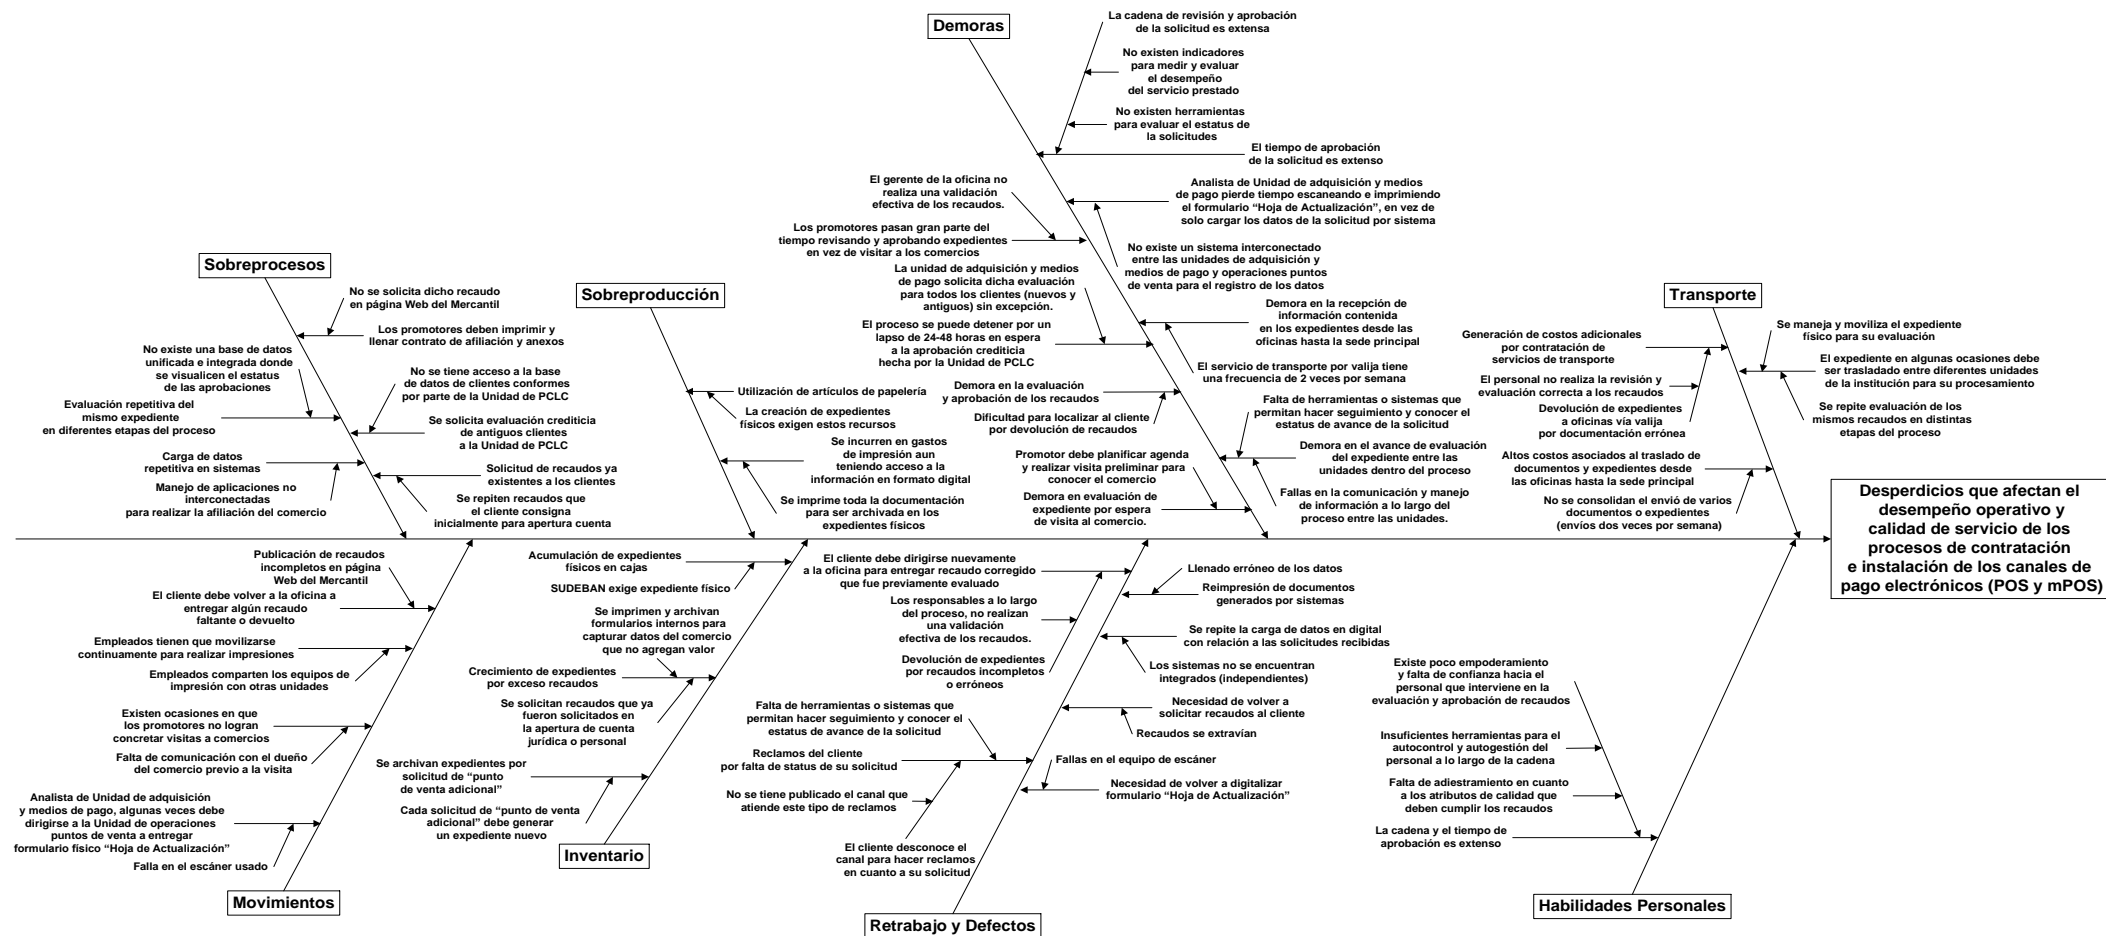 Demoras
La cadena de revisión y aprobación
de la solicitud es extensa
No existen indicadores
para medir y evaluar
el desempeño
del servicio prestado
No existen herramientas
para evaluar el estatus de
la solicitudes
El tiempo de aprobación
de la solicitud es extenso
El gerente de la oficina no
realiza una validación
efectiva de los recaudos.
Analista de Unidad de adquisición y medios
de pago pierde tiempo escaneando e imprimiendo
el formulario “Hoja de Actualización”, en vez de
solo cargar los datos de la solicitud por sistema
Los promotores pasan gran parte del
tiempo revisando y aprobando expedientes
en vez de visitar a los comercios
No existe un sistema interconectado
entre las unidades de adquisición y
medios de pago y operaciones puntos
de venta para el registro de los datos
La unidad de adquisición y medios
de pago solicita dicha evaluación
para todos los clientes (nuevos y
antiguos) sin excepción.
El proceso se puede detener por un
lapso de 24-48 horas en espera
a la aprobación crediticia
hecha por la Unidad de PCLC
Demora en la recepción de
información contenida
en los expedientes desde las
oficinas hasta la sede principal
El servicio de transporte por valija tiene
una frecuencia de 2 veces por semana
Demora en la evaluación
y aprobación de los recaudos
Dificultad para localizar al cliente
por devolución de recaudos
Falta de herramientas o sistemas que
permitan hacer seguimiento y conocer el
estatus de avance de la solicitud
Demora en el avance de evaluación
del expediente entre las
unidades dentro del proceso
Fallas en la comunicación y manejo
de información a lo largo del
proceso entre las unidades.
Promotor debe planificar agenda
y realizar visita preliminar para
conocer el comercio
Demora en evaluación de
expediente por espera
de visita al comercio.
Sobreprocesos
No se solicita dicho recaudo
en página Web del Mercantil
Los promotores deben imprimir y
llenar contrato de afiliación y anexos
No existe una base de datos
unificada e integrada donde
se visualicen el estatus
de las aprobaciones
Evaluación repetitiva del
mismo expediente
en diferentes etapas del proceso
No se tiene acceso a la base
de datos de clientes conformes
por parte de la Unidad de PCLC
Se solicita evaluación crediticia
de antiguos clientes
a la Unidad de PCLC
Carga de datos
repetitiva en sistemas
Manejo de aplicaciones no
interconectadas
para realizar la afiliación del comercio
Solicitud de recaudos ya
existentes a los clientes
Se repiten recaudos que
el cliente consigna
inicialmente para apertura cuenta
Sobreproducción
Utilización de artículos de papelería
La creación de expedientes
físicos exigen estos recursos
Se incurren en gastos
de impresión aun
teniendo acceso a la
información en formato digital
Se imprime toda la documentación
para ser archivada en los
expedientes físicos
Transporte
Generación de costos adicionales
por contratación de
servicios de transporte
El personal no realiza la revisión y
evaluación correcta a los recaudos
Devolución de expedientes
a oficinas vía valija
por documentación errónea
Se maneja y moviliza el expediente
físico para su evaluación
El expediente en algunas ocasiones debe
ser trasladado entre diferentes unidades
de la institución para su procesamiento
Se repite evaluación de los
mismos recaudos en distintas
etapas del proceso
Altos costos asociados al traslado de
documentos y expedientes desde
las oficinas hasta la sede principal
No se consolidan el envió de varios
documentos o expedientes
(envíos dos veces por semana)
Desperdicios que afectan el
desempeño operativo y
calidad de servicio de los
procesos de contratación
e instalación de los canales de
pago electrónicos (POS y mPOS)
Publicación de recaudos
incompletos en página
Web del Mercantil
El cliente debe volver a la oficina a
entregar algún recaudo
faltante o devuelto
Empleados tienen que movilizarse
continuamente para realizar impresiones
Empleados comparten los equipos de
impresión con otras unidades
Existen ocasiones en que
los promotores no logran
concretar visitas a comercios
Falta de comunicación con el dueño
del comercio previo a la visita
Analista de Unidad de adquisición
y medios de pago, algunas veces debe
dirigirse a la Unidad de operaciones
puntos de venta a entregar
formulario físico “Hoja de Actualización”
Falla en el escáner usado
Movimientos
Acumulación de expedientes
físicos en cajas
SUDEBAN exige expediente físico
Se imprimen y archivan
formularios internos para
capturar datos del comercio
que no agregan valor
Crecimiento de expedientes
por exceso recaudos
Se solicitan recaudos que ya
fueron solicitados en
la apertura de cuenta
jurídica o personal
Se archivan expedientes por
solicitud de “punto
de venta adicional”
Cada solicitud de “punto de venta
adicional” debe generar
un expediente nuevo
Inventario
El cliente debe dirigirse nuevamente
a la oficina para entregar recaudo corregido
que fue previamente evaluado
Los responsables a lo largo
del proceso, no realizan
una validación
efectiva de los recaudos.
Devolución de expedientes
por recaudos incompletos
o erróneos
Llenado erróneo de los datos
Reimpresión de documentos
generados por sistemas
Se repite la carga de datos en digital
con relación a las solicitudes recibidas
Los sistemas no se encuentran
integrados (independientes)
Necesidad de volver a
solicitar recaudos al cliente
Recaudos se extravían
Falta de herramientas o sistemas que
permitan hacer seguimiento y conocer el
estatus de avance de la solicitud
Reclamos del cliente
por falta de status de su solicitud
No se tiene publicado el canal que
atiende este tipo de reclamos
El cliente desconoce el
canal para hacer reclamos
en cuanto a su solicitud
Fallas en el equipo de escáner
Necesidad de volver a digitalizar
formulario “Hoja de Actualización”
Retrabajo y Defectos
Existe poco empoderamiento
y falta de confianza hacia el
personal que interviene en la
evaluación y aprobación de recaudos
Insuficientes herramientas para el
autocontrol y autogestión del
personal a lo largo de la cadena
Falta de adiestramiento en cuanto
a los atributos de calidad que
deben cumplir los recaudos
La cadena y el tiempo de
aprobación es extenso
Habilidades Personales